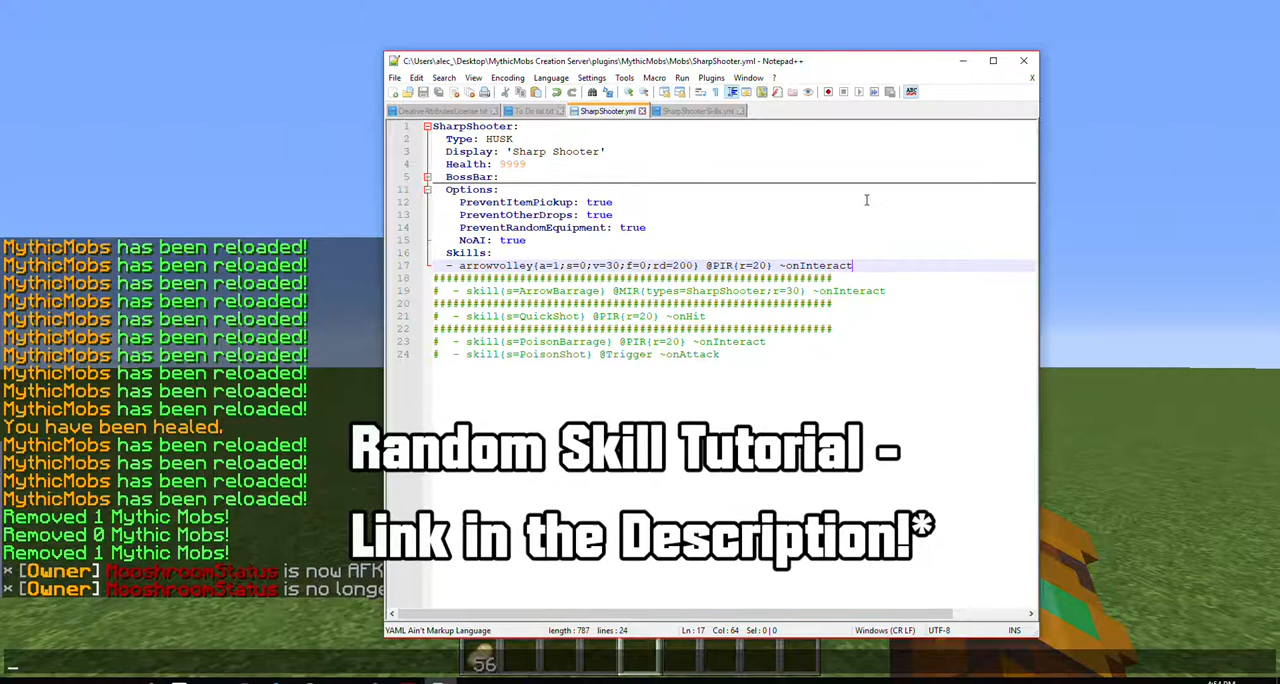 C:\Users\alec_\Desktop\MythicMobs Creation Server\plugins\MythicMobs\Mobs\SharpShooter.yml - Notepad++
File Edit Search View Encoding Language Settings Tools Macro Run Plugins Window ? X
CreativeAttributesLicense.txt To Do list.txt SharpShooter.yml SharpShooterSkills.yml
1 SharpShooter:
2 Type: HUSK
3 Display: 'Sharp Shooter'
4 Health: 9999
5 BossBar:
11 Options:
12 PreventItemPickup: true
13 PreventOtherDrops: true
14 PreventRandomEquipment: true
15 NoAI: true
16 Skills:
17 - arrowvolley{a=1;s=0;v=30;f=0;rd=200} @PIR{r=20} ~onInteract
18 ############################################################
19 # - skill{s=ArrowBarrage} @MIR{types=SharpShooter;r=30} ~onInteract
20 ############################################################
21 # - skill{s=QuickShot} @PIR{r=20} ~onHit
22 ############################################################
23 # - skill{s=PoisonBarrage} @PIR{r=20} ~onInteract
24 # - skill{s=PoisonShot} @Trigger ~onAttack
MythicMobs has been reloaded!
MythicMobs has been reloaded!
MythicMobs has been reloaded!
MythicMobs has been reloaded!
MythicMobs has been reloaded!
MythicMobs has been reloaded!
MythicMobs has been reloaded!
MythicMobs has been reloaded!
MythicMobs has been reloaded!
MythicMobs has been reloaded!
You have been healed.
MythicMobs has been reloaded!
MythicMobs has been reloaded!
MythicMobs has been reloaded!
MythicMobs has been reloaded!
Removed 1 Mythic Mobs!
Removed 0 Mythic Mobs!
Removed 1 Mythic Mobs!
* [Owner] MooshroomStatus is now AFK
* [Owner] MooshroomStatus is no longe
Random Skill Tutorial -
Link in the Description!*
YAML Ain't Markup Language length : 787 lines : 24 Ln : 17 Col : 64 Sel : 0 | 0 Windows (CR LF) UTF-8 INS
56